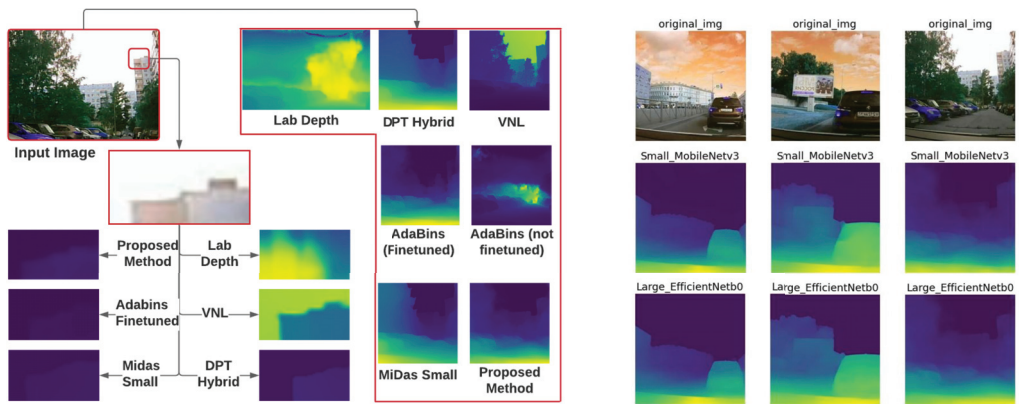 Input Image
Lab Depth
DPT Hybrid
VNL
AdaBins
(Finetuned)
AdaBins (not
finetuned)
MiDas Small
Proposed
Method
Proposed
Method
Lab
Depth
Adabins
Finetuned
VNL
Midas
Small
DPT
Hybrid
original_img
original_img
original_img
Small_MobileNetv3
Small_MobileNetv3
Small_MobileNetv3
Large_EfficientNetb0
Large_EfficientNetb0
Large_EfficientNetb0